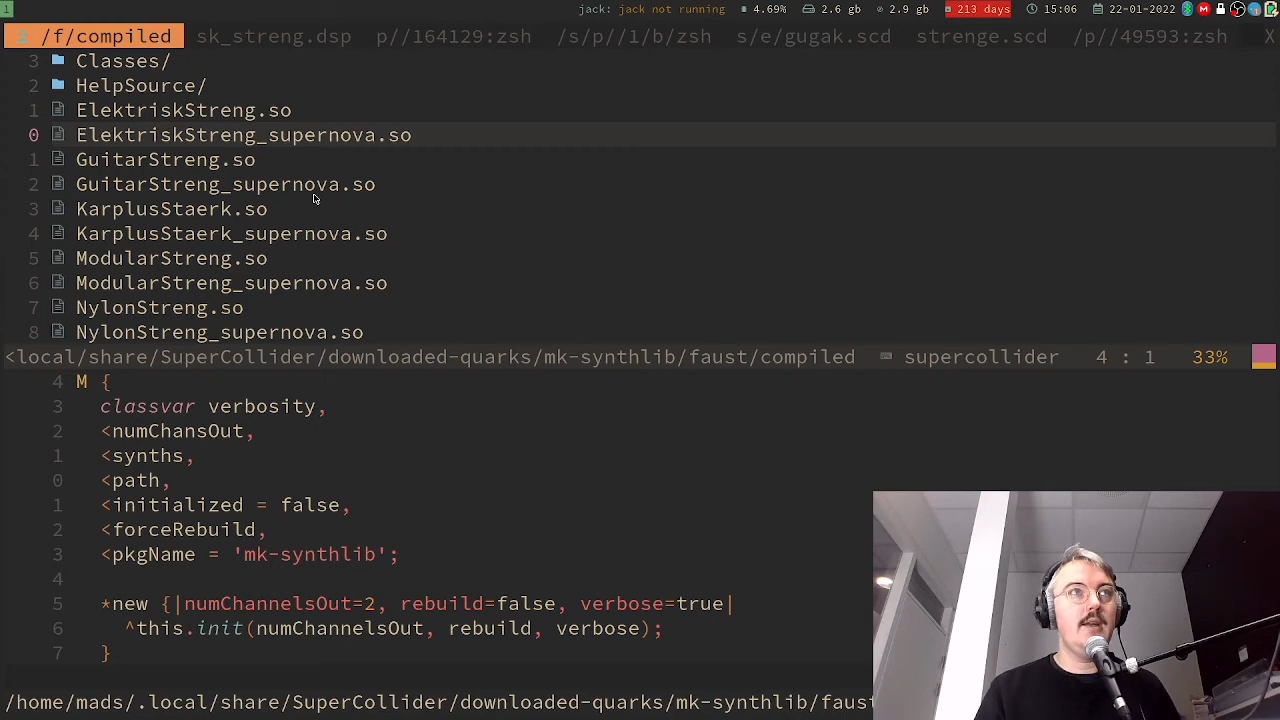 1 jack: jack not running 4.69% 2.6 gb 2.9 gb 213 days 15:06 22-01-2022
2 /f/compiled sk_streng.dsp p//164129:zsh /s/p//1/b/zsh s/e/gugak.scd strenge.scd /p//49593:zsh X
3 Classes/
2 HelpSource/
1 ElektriskStreng.so
0 ElektriskStreng_supernova.so
1 GuitarStreng.so
2 GuitarStreng_supernova.so
3 KarplusStaerk.so
4 KarplusStaerk_supernova.so
5 ModularStreng.so
6 ModularStreng_supernova.so
7 NylonStreng.so
8 NylonStreng_supernova.so
<local/share/SuperCollider/downloaded-quarks/mk-synthlib/faust/compiled supercollider 4 : 1 33%
4 M {
3 classvar verbosity,
2 <numChansOut,
1 <synths,
0 <path,
1 <initialized = false,
2 <forceRebuild,
3 <pkgName = 'mk-synthlib';
4
5 *new {|numChannelsOut=2, rebuild=false, verbose=true|
6 ^this.init(numChannelsOut, rebuild, verbose);
7 }
/home/mads/.local/share/SuperCollider/downloaded-quarks/mk-synthlib/faust